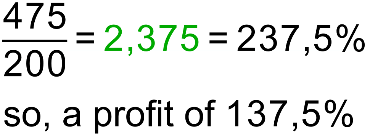 475/200 = 2,375 = 237,5%
so, a profit of 137,5%